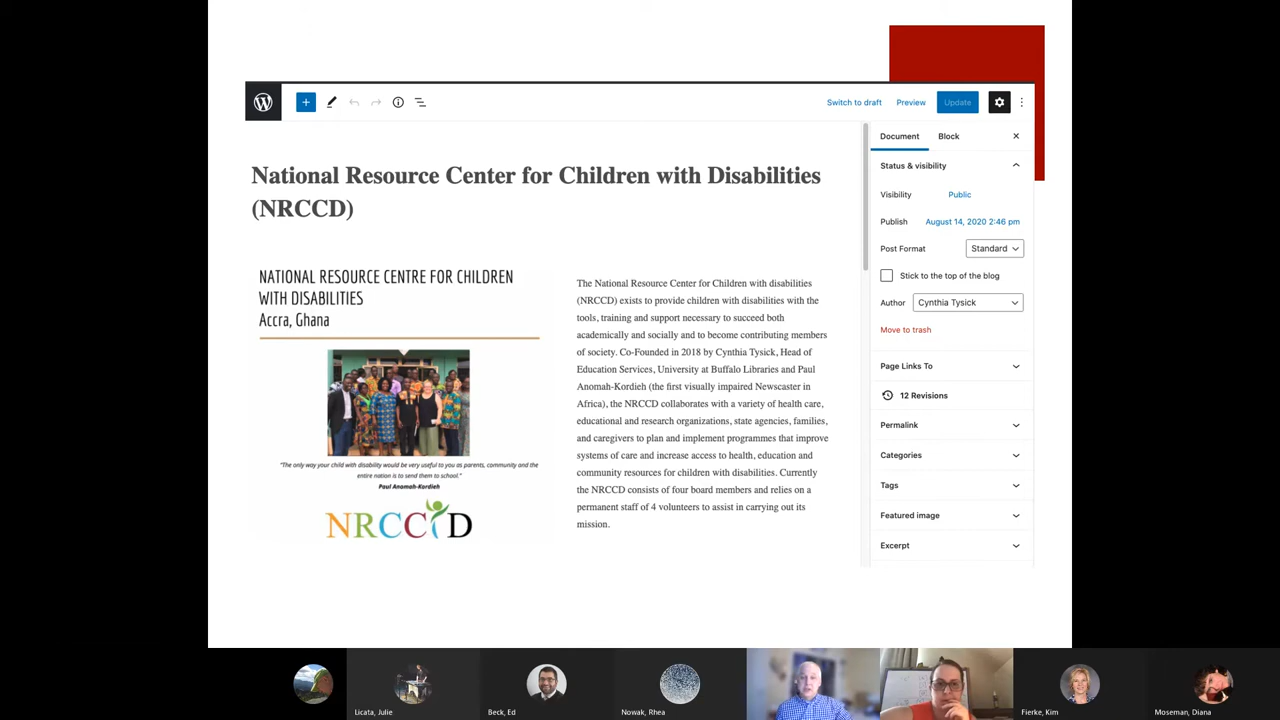 Switch to draft
Preview
Update
National Resource Center for Children with Disabilities
(NRCCD)
NATIONAL RESOURCE CENTRE FOR CHILDREN
WITH DISABILITIES
Accra, Ghana
"The only way your child with disability would be very useful to you as parents, community and the
entire nation is to send them to school."
Paul Anomah-Kordieh
NRCCD
The National Resource Center for Children with disabilities
(NRCCD) exists to provide children with disabilities with the
tools, training and support necessary to succeed both
academically and socially and to become contributing members
of society. Co-Founded in 2018 by Cynthia Tysick, Head of
Education Services, University at Buffalo Libraries and Paul
Anomah-Kordieh (the first visually impaired Newscaster in
Africa), the NRCCD collaborates with a variety of health care,
educational and research organizations, state agencies, families,
and caregivers to plan and implement programmes that improve
systems of care and increase access to health, education and
community resources for children with disabilities. Currently
the NRCCD consists of four board members and relies on a
permanent staff of 4 volunteers to assist in carrying out its
mission.
Document
Block
Status & visibility
Visibility
Public
Publish
August 14, 2020 2:46 pm
Post Format
Standard
Stick to the top of the blog
Author
Cynthia Tysick
Move to trash
Page Links To
12 Revisions
Permalink
Categories
Tags
Featured image
Excerpt
Licata, Julie
Beck, Ed
Nowak, Rhea
Fierke, Kim
Moseman, Diana